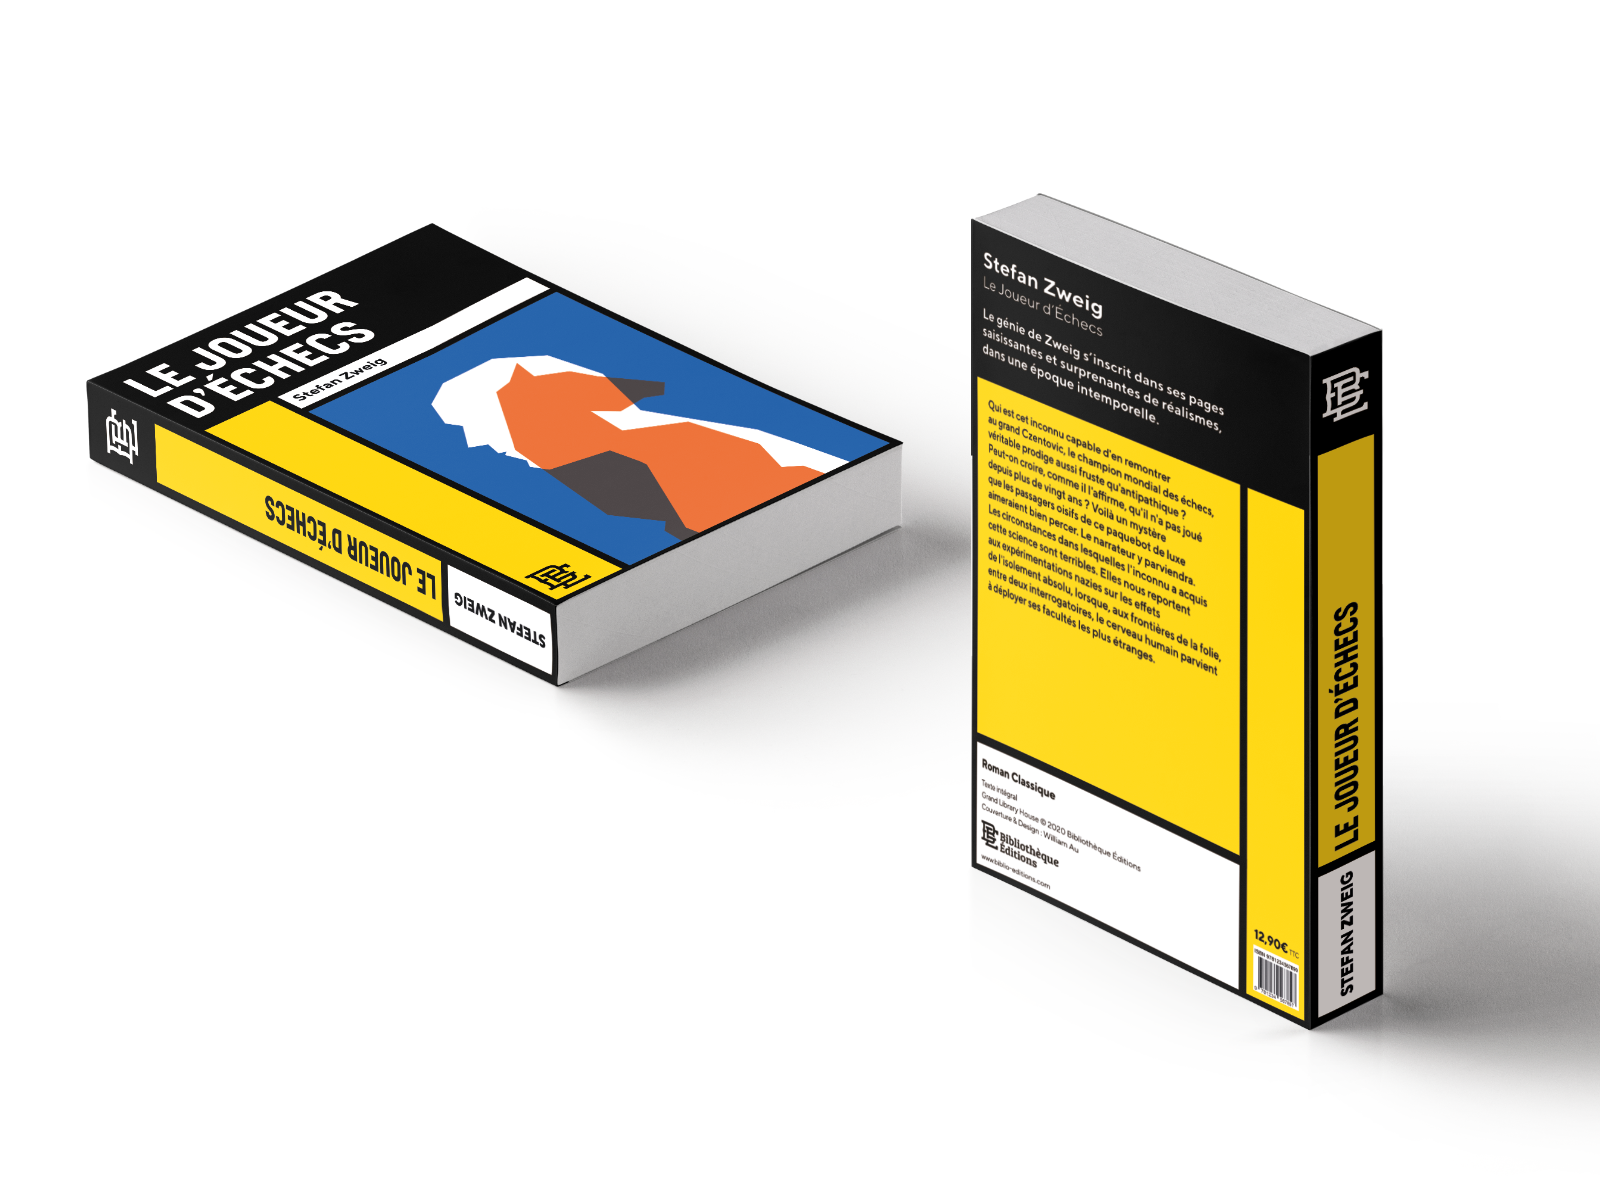 LE JOUEUR
D'ÉCHECS
Stefan Zweig
LE JOUEUR D'ÉCHECS
STEFAN ZWEIG
Stefan Zweig
Le Joueur d'Échecs
Le génie de Zweig s'inscrit dans ses pages
saisissantes et surprenantes de réalismes,
dans une époque intemporelle.
Qui est cet inconnu capable d'en remontrer
au grand Czentovic, le champion mondial des échecs,
véritable prodige aussi fruste qu'antipathique ?
Peut-on croire, comme il l'affirme, qu'il n'a pas joué
depuis plus de vingt ans ? Voilà un mystère
que les passagers oisifs de ce paquebot de luxe
aimeraient bien percer. Le narrateur y parviendra.
Les circonstances dans lesquelles l'inconnu a acquis
cette science sont terribles. Elles nous reportent
aux expérimentations nazies sur les effets
de l'isolement absolu, lorsque, aux frontières de la folie,
entre deux interrogatoires, le cerveau humain parvient
à déployer ses facultés les plus étranges.
Roman Classique
Texte intégral
Grand Library House © 2020 Bibliothèque Éditions
Couverture & Design : William Au
Bibliothèque
Éditions
www.biblio-editions.com
12,90€ TTC
LE JOUEUR D'ÉCHECS
STEFAN ZWEIG